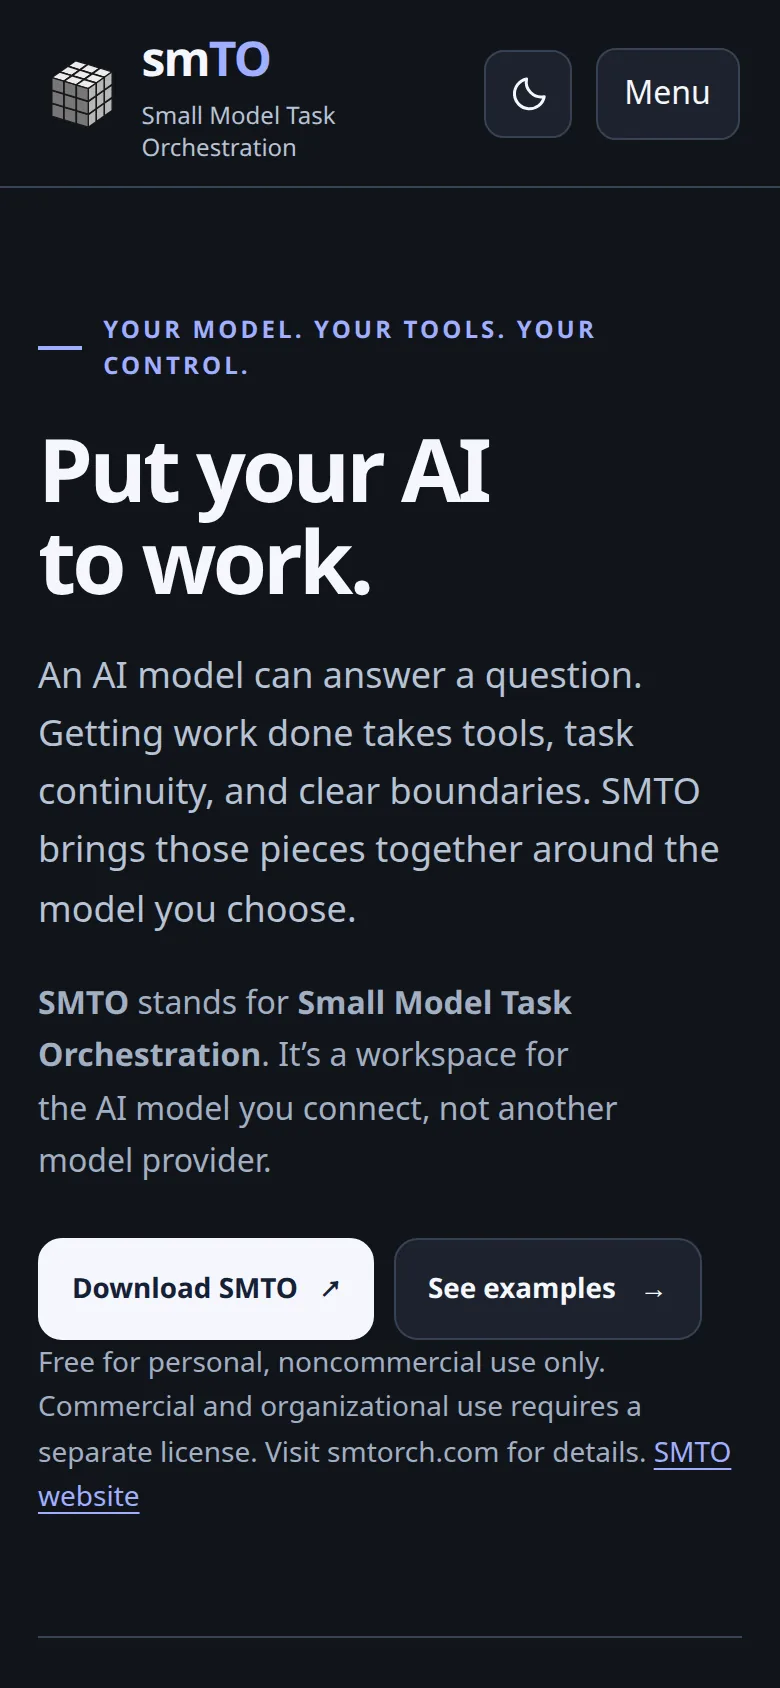 smTO
Small Model Task
Orchestration
Menu
YOUR MODEL. YOUR TOOLS. YOUR
CONTROL.
Put your AI
to work.
An AI model can answer a question.
Getting work done takes tools, task
continuity, and clear boundaries. SMTO
brings those pieces together around the
model you choose.
SMTO stands for Small Model Task
Orchestration. It’s a workspace for
the AI model you connect, not another
model provider.
Download SMTO ↗
See examples →
Free for personal, noncommercial use only.
Commercial and organizational use requires a
separate license. Visit smtorch.com for details. SMTO
website